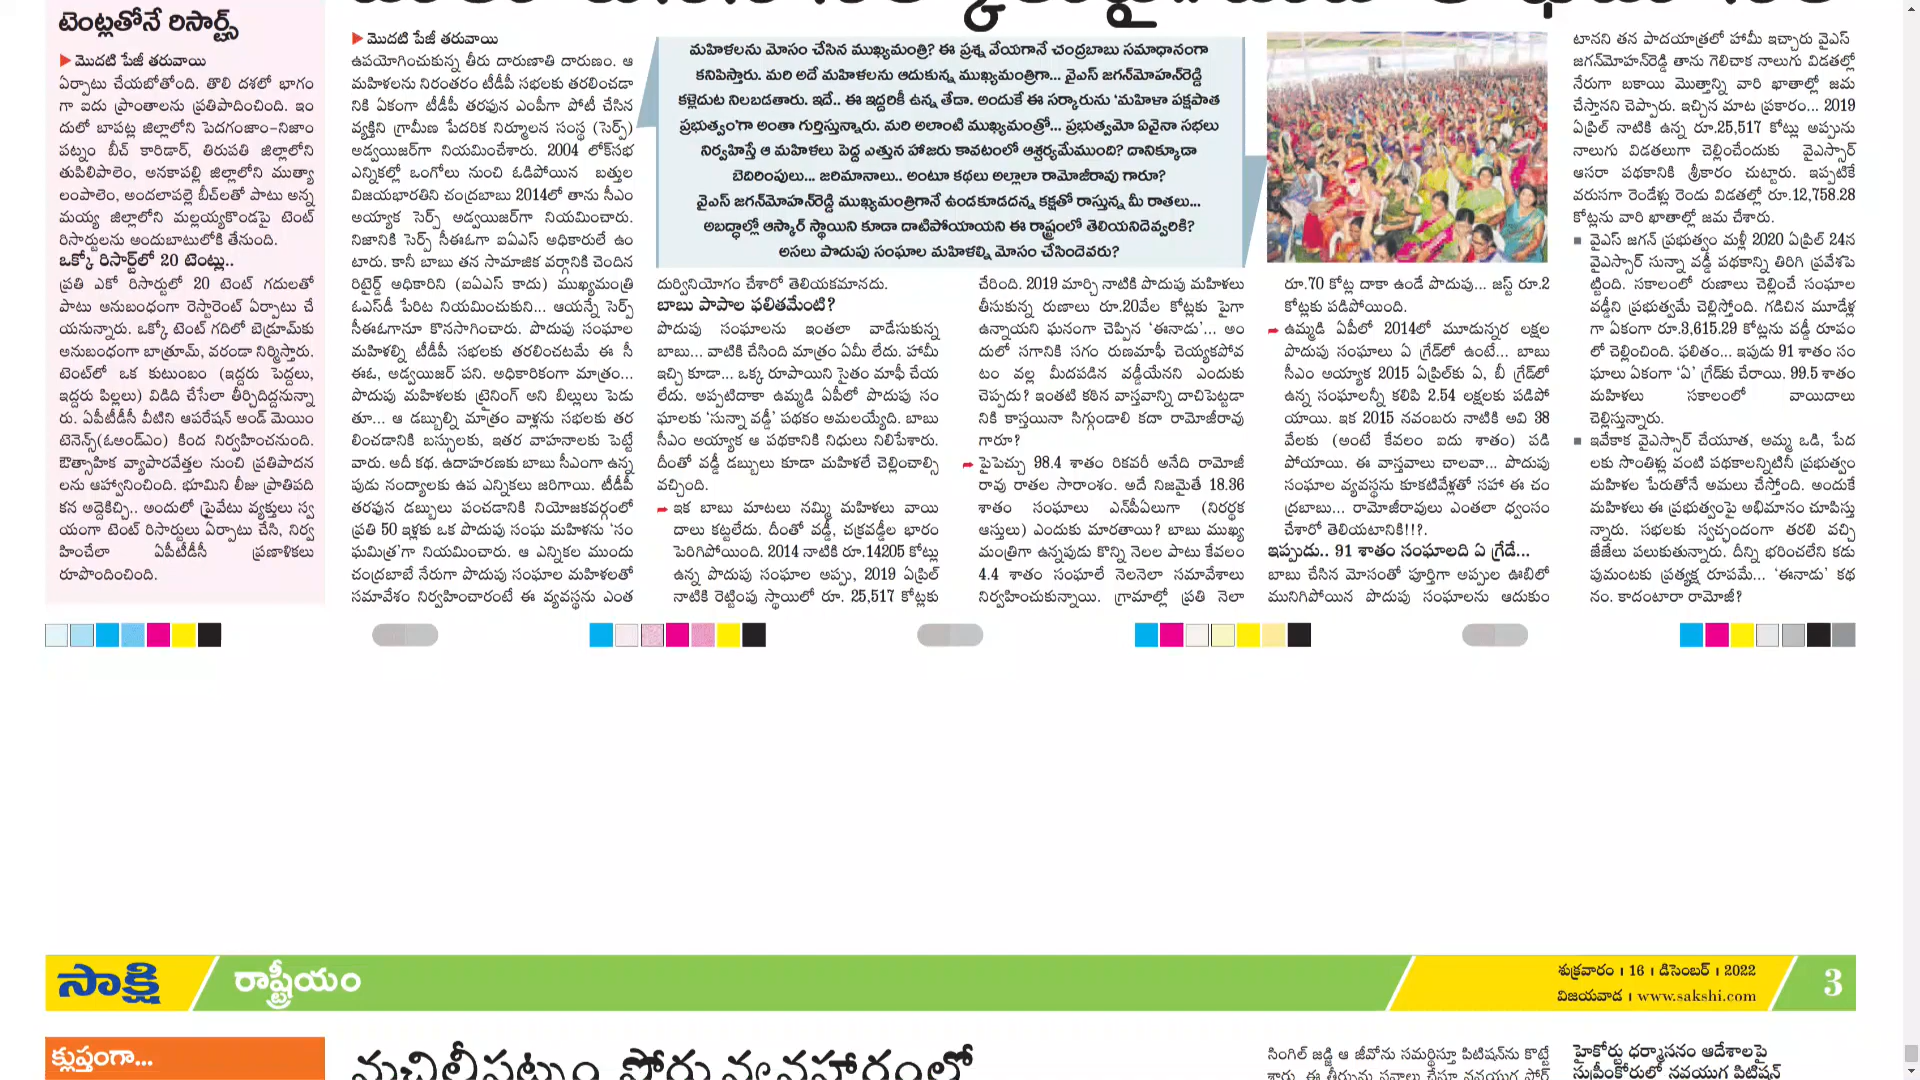 టెంట్లతోనే రిసార్ట్స్
మొదటి పేజీ తరువాయి
ఏర్పాటు చేయబోతోంది. తొలి దశలో భాగం
గా ఐదు ప్రాంతాలను ప్రతిపాదించింది. ఇం
దులో బాపట్ల జిల్లాలోని పెదగంజాం-నిజాం
పట్నం బీచ్ కారిడార్, తిరుపతి జిల్లాలోని
తుపిలిపాలెం, అనకాపల్లి జిల్లాలోని ముత్యా
లంపాలెం, అందలాపల్లె బీచ్‌లతో పాటు అన్న
మయ్య జిల్లాలోని మల్లయ్యకొండపై టెంట్
రిసార్టులను అందుబాటులోకి తేనుంది.
ఒక్కో రిసార్ట్‌లో 20 టెంట్లు..
ప్రతి ఎకో రిసార్టులో 20 టెంట్ గదులతో
పాటు అనుబంధంగా రెస్టారెంట్ ఏర్పాటు చే
యనున్నారు. ఒక్కో టెంట్ గదిలో బెడ్రూమ్‌కు
అనుబంధంగా బాత్రూమ్, వరండా నిర్మిస్తారు.
టెంట్‌లో ఒక కుటుంబం (ఇద్దరు పెద్దలు,
ఇద్దరు పిల్లలు) విడిది చేసేలా తీర్చిదిద్దనున్నా
రు. ఏపీటీడీసీ వీటిని ఆపరేషన్ అండ్ మెయిం
టెనెన్స్(ఓఅండ్ఎం) కింద నిర్వహించనుంది.
ఔత్సాహిక వ్యాపారవేత్తల నుంచి ప్రతిపాదన
లను ఆహ్వానించింది. భూమిని లీజు ప్రాతిపది
కన అద్దెకిచ్చి.. అందులో ప్రైవేటు వ్యక్తులు స్వ
యంగా టెంట్ రిసార్టులు ఏర్పాటు చేసి, నిర్వ
హించేలా ఏపీటీడీసీ ప్రణాళికలు
రూపొందించింది.
మొదటి పేజీ తరువాయి
ఉపయోగించుకున్న తీరు దారుణాతి దారుణం. ఆ
మహిళలను నిరంతరం టీడీపీ సభలకు తరలించడా
నికి ఏకంగా టీడీపీ తరఫున ఎంపీగా పోటీ చేసిన
వ్యక్తిని గ్రామీణ పేదరిక నిర్మూలన సంస్థ (సెర్ప్)
అడ్వయిజర్‌గా నియమించేశారు. 2004 లోక్‌సభ
ఎన్నికల్లో ఒంగోలు నుంచి ఓడిపోయిన బత్తుల
విజయభారతిని చంద్రబాబు 2014లో తాను సీఎం
అయ్యాక సెర్ప్ అడ్వయిజర్‌గా నియమించారు.
నిజానికి సెర్ప్ సీఈఓగా ఐఏఎస్ అధికారులే ఉం
టారు. కానీ బాబు తన సామాజిక వర్గానికి చెందిన
రిటైర్డ్ అధికారిని (ఐఏఎస్ కాదు) ముఖ్యమంత్రి
ఓఎస్‌డీ పేరిట నియమించుకుని... ఆయన్నే సెర్ప్
సీఈఓగానూ కొనసాగించారు. పొదుపు సంఘాల
మహిళల్ని టీడీపీ సభలకు తరలించటమే ఈ సీ
ఈఓ, అడ్వయిజర్ పని. అధికారికంగా మాత్రం...
పొదుపు మహిళలకు ట్రైనింగ్ అని బిల్లులు పెడు
తూ... ఆ డబ్బుల్ని మాత్రం వాళ్లను సభలకు తర
లించడానికి బస్సులకు, ఇతర వాహనాలకు పెట్టే
వారు. అదీ కథ. ఉదాహరణకు బాబు సీఎంగా ఉన్న
పుడు నంద్యాలకు ఉప ఎన్నికలు జరిగాయి. టీడీపీ
తరఫున డబ్బులు పంచడానికి నియోజకవర్గంలో
ప్రతి 50 ఇళ్లకు ఒక పొదుపు సంఘ మహిళను 'సం
ఘమిత్ర'గా నియమించారు. ఆ ఎన్నికల ముందు
చంద్రబాబే నేరుగా పొదుపు సంఘాల మహిళలతో
సమావేశం నిర్వహించారంటే ఈ వ్యవస్థను ఎంత
మహిళలను మోసం చేసిన ముఖ్యమంత్రి? ఈ ప్రశ్న వేయగానే చంద్రబాబు సమాధానంగా
కనిపిస్తారు. మరి అదే మహిళలను ఆదుకున్న ముఖ్యమంత్రిగా... వైఎస్ జగన్‌మోహన్‌రెడ్డి
కళ్లెదుట నిలబడతారు. ఇదే.. ఈ ఇద్దరికీ ఉన్న తేడా. అందుకే ఈ సర్కారును 'మహిళా పక్షపాత
ప్రభుత్వం'గా అంతా గుర్తిస్తున్నారు. మరి అలాంటి ముఖ్యమంత్రో... ప్రభుత్వమో ఏవైనా సభలు
నిర్వహిస్తే ఆ మహిళలు పెద్ద ఎత్తున హాజరు కావటంలో ఆశ్చర్యమేముంది? దానిక్కూడా
బెదిరింపులు... జరిమానాలు.. అంటూ కథలు అల్లాలా రామోజీరావు గారూ?
వైఎస్ జగన్‌మోహన్‌రెడ్డి ముఖ్యమంత్రిగానే ఉండకూడదన్న కక్షతో రాస్తున్న మీ రాతలు...
అబద్ధాల్లో ఆస్కార్ స్థాయిని కూడా దాటిపోయాయని ఈ రాష్ట్రంలో తెలియనిదెవ్వరికి?
అసలు పొదుపు సంఘాల మహిళల్ని మోసం చేసిందెవరు?
దుర్వినియోగం చేశారో తెలియకమానదు.
బాబు పాపాల ఫలితమేంటి?
పొదుపు సంఘాలను ఇంతలా వాడేసుకున్న
బాబు... వాటికి చేసింది మాత్రం ఏమీ లేదు. హామీ
ఇచ్చి కూడా... ఒక్క రూపాయిని సైతం మాఫీ చేయ
లేదు. అప్పటిదాకా ఉమ్మడి ఏపీలో పొదుపు సం
ఘాలకు 'సున్నా వడ్డీ' పథకం అమలయ్యేది. బాబు
సీఎం అయ్యాక ఆ పథకానికి నిధులు నిలిపేశారు.
దీంతో వడ్డీ డబ్బులు కూడా మహిళలే చెల్లించాల్సి
వచ్చింది.
ఇక బాబు మాటలు నమ్మి మహిళలు వాయి
దాలు కట్టలేదు. దీంతో వడ్డీ, చక్రవడ్డీల భారం
పెరిగిపోయింది. 2014 నాటికి రూ.14205 కోట్లు
ఉన్న పొదుపు సంఘాల అప్పు, 2019 ఏప్రిల్
నాటికి రెట్టింపు స్థాయిలో రూ. 25,517 కోట్లకు
చేరింది. 2019 మార్చి నాటికి పొదుపు మహిళలు
తీసుకున్న రుణాలు రూ.20వేల కోట్లకు పైగా
ఉన్నాయని ఘనంగా చెప్పిన 'ఈనాడు'... అం
దులో సగానికి సగం రుణమాఫీ చెయ్యకపోవ
టం వల్ల మీదపడిన వడ్డీయేనని ఎందుకు
చెప్పదు? ఇంతటి కఠిన వాస్తవాన్ని దాచిపెట్టడా
నికి కాస్తయినా సిగ్గుండాలి కదా రామోజీరావు
గారూ?
పైపెచ్చు 98.4 శాతం రికవరీ అనేది రామోజీ
రావు రాతల సారాంశం. అదే నిజమైతే 18.36
శాతం సంఘాలు ఎన్‌పీఏలుగా (నిరర్థక
ఆస్తులు) ఎందుకు మారతాయి? బాబు ముఖ్య
మంత్రిగా ఉన్నపుడు కొన్ని నెలల పాటు కేవలం
4.4 శాతం సంఘాలే నెలనెలా సమావేశాలు
నిర్వహించుకున్నాయి. గ్రామాల్లో ప్రతి నెలా
రూ.70 కోట్ల దాకా ఉండే పొదుపు... జస్ట్ రూ.2
కోట్లకు పడిపోయింది.
ఉమ్మడి ఏపీలో 2014లో మూడున్నర లక్షల
పొదుపు సంఘాలు ఏ గ్రేడ్‌లో ఉంటే... బాబు
సీఎం అయ్యాక 2015 ఏప్రిల్‌కు ఏ, బీ గ్రేడ్‌లో
ఉన్న సంఘాలన్నీ కలిపి 2.54 లక్షలకు పడిపో
యాయి. ఇక 2015 నవంబరు నాటికి అవి 38
వేలకు (అంటే కేవలం ఐదు శాతం) పడి
పోయాయి. ఈ వాస్తవాలు చాలవా... పొదుపు
సంఘాల వ్యవస్థను కూకటివేళ్లతో సహా ఈ చం
ద్రబాబు... రామోజీరావులు ఎంతలా ధ్వంసం
చేశారో తెలియటానికి!!?.
ఇప్పుడు.. 91 శాతం సంఘాలది ఏ గ్రేడే...
బాబు చేసిన మోసంతో పూర్తిగా అప్పుల ఊబిలో
మునిగిపోయిన పొదుపు సంఘాలను ఆదుకుం
టానని తన పాదయాత్రలో హామీ ఇచ్చారు వైఎస్
జగన్‌మోహన్‌రెడ్డి తాను గెలిచాక నాలుగు విడతల్లో
నేరుగా బకాయి మొత్తాన్ని వారి ఖాతాల్లో జమ
చేస్తానని చెప్పారు. ఇచ్చిన మాట ప్రకారం... 2019
ఏప్రిల్ నాటికి ఉన్న రూ.25,517 కోట్లు అప్పును
నాలుగు విడతలుగా చెల్లించేందుకు వైఎస్సార్
ఆసరా పథకానికి శ్రీకారం చుట్టారు. ఇప్పటికే
వరుసగా రెండేళ్లు రెండు విడతల్లో రూ.12,758.28
కోట్లను వారి ఖాతాల్లో జమ చేశారు.
వైఎస్ జగన్ ప్రభుత్వం మళ్లీ 2020 ఏప్రిల్ 24న
వైఎస్సార్ సున్నా వడ్డీ పథకాన్ని తిరిగి ప్రవేశపె
ట్టింది. సకాలంలో రుణాలు చెల్లించే సంఘాల
వడ్డీని ప్రభుత్వమే చెల్లిస్తోంది. గడిచిన మూడేళ్ల
గా ఏకంగా రూ.3,615.29 కోట్లను వడ్డీ రూపం
లో చెల్లించింది. ఫలితం... ఇపుడు 91 శాతం సం
ఘాలు ఏకంగా 'ఏ' గ్రేడ్‌కు చేరాయి. 99.5 శాతం
మహిళలు సకాలంలో వాయిదాలు
చెల్లిస్తున్నారు.
ఇవేకాక వైఎస్సార్ చేయూత, అమ్మ ఒడి, పేద
లకు సొంతిళ్లు వంటి పథకాలన్నిటినీ ప్రభుత్వం
మహిళల పేరుతోనే అమలు చేస్తోంది. అందుకే
మహిళలు ఈ ప్రభుత్వంపై అభిమానం చూపిస్తు
న్నారు. సభలకు స్వచ్ఛందంగా తరలి వచ్చి
జేజేలు పలుకుతున్నారు. దీన్ని భరించలేని కడు
పుమంటకు ప్రత్యక్ష రూపమే... 'ఈనాడు' కథ
నం. కాదంటారా రామోజీ?
సాక్షి
రాష్ట్రీయం
శుక్రవారం । 16 । డిసెంబర్ । 2022
విజయవాడ । www.sakshi.com
3
క్లుప్తంగా...
మచిలీపట్నం పోర్టు వ్యవహారంలో
సింగిల్ జడ్జి ఆ జీవోను సమర్థిస్తూ పిటిషన్‌ను కొట్టే
హైకోర్టు ధర్మాసనం ఆదేశాలపై
సుప్రీంకోర్టులో నవయుగ పిటిషన్